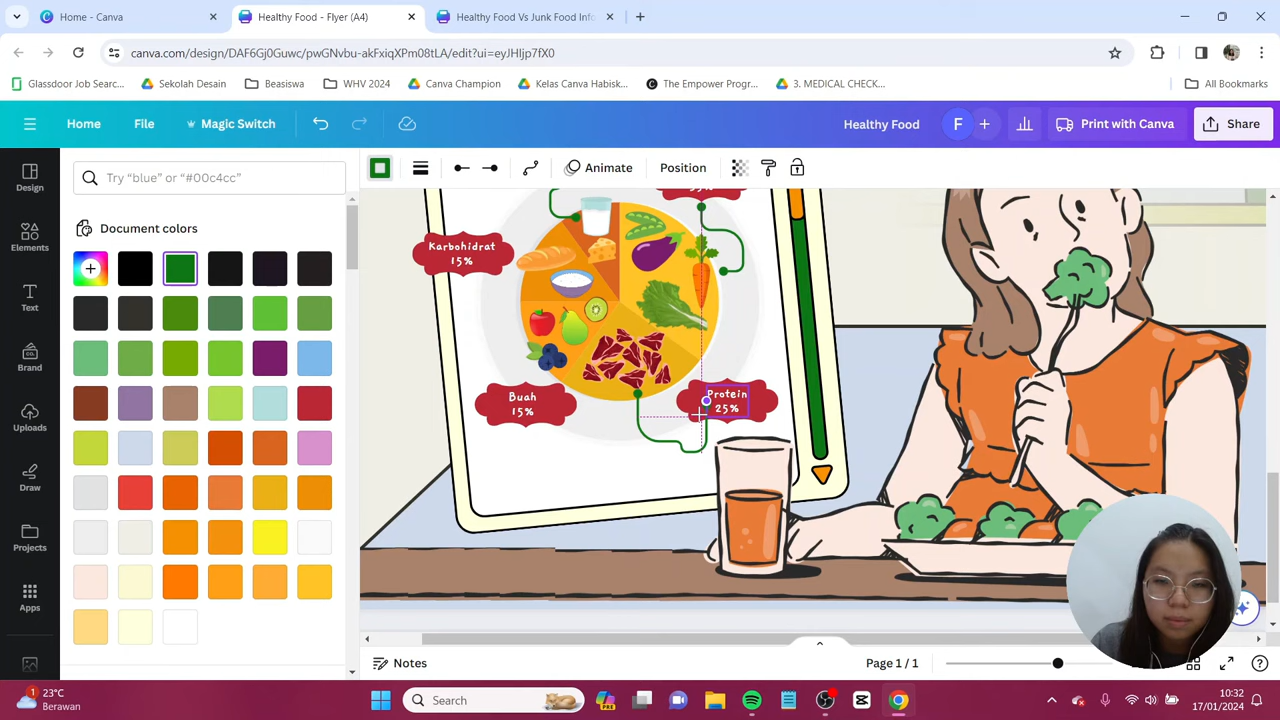 Home - Canva
Healthy Food - Flyer (A4)
Healthy Food Vs Junk Food Info
canva.com/design/DAF6Gj0Guwc/pwGNvbu-akFxiqXPm08tLA/edit?ui=eyJHIjp7fX0
Glassdoor Job Searc...
Sekolah Desain
Beasiswa
WHV 2024
Canva Champion
Kelas Canva Habisk...
The Empower Progr...
3. MEDICAL CHECK...
All Bookmarks
Home
File
Magic Switch
Healthy Food
F
Print with Canva
Share
Design
Elements
Text
Brand
Uploads
Draw
Projects
Apps
Try "blue" or "#00c4cc"
Document colors
Animate
Position
Karbohidrat
15%
Buah
15%
Protein
25%
Notes
Page 1 / 1
1
23°C
Berawan
Search
10:32
17/01/2024